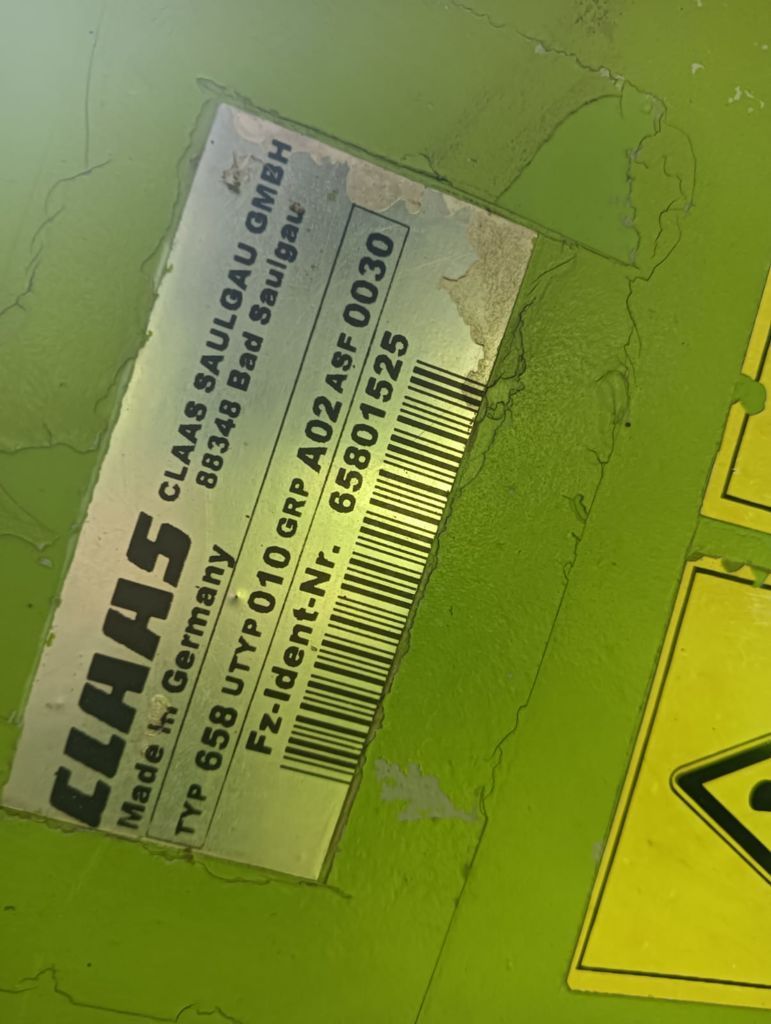 CLAAS
CLAAS SAULGAU GMBH
88348 Bad Saulgau
Made in Germany
TYP 658 UTYP 010 GRP A02 ASF 0030
Fz-Ident-Nr. 65801525